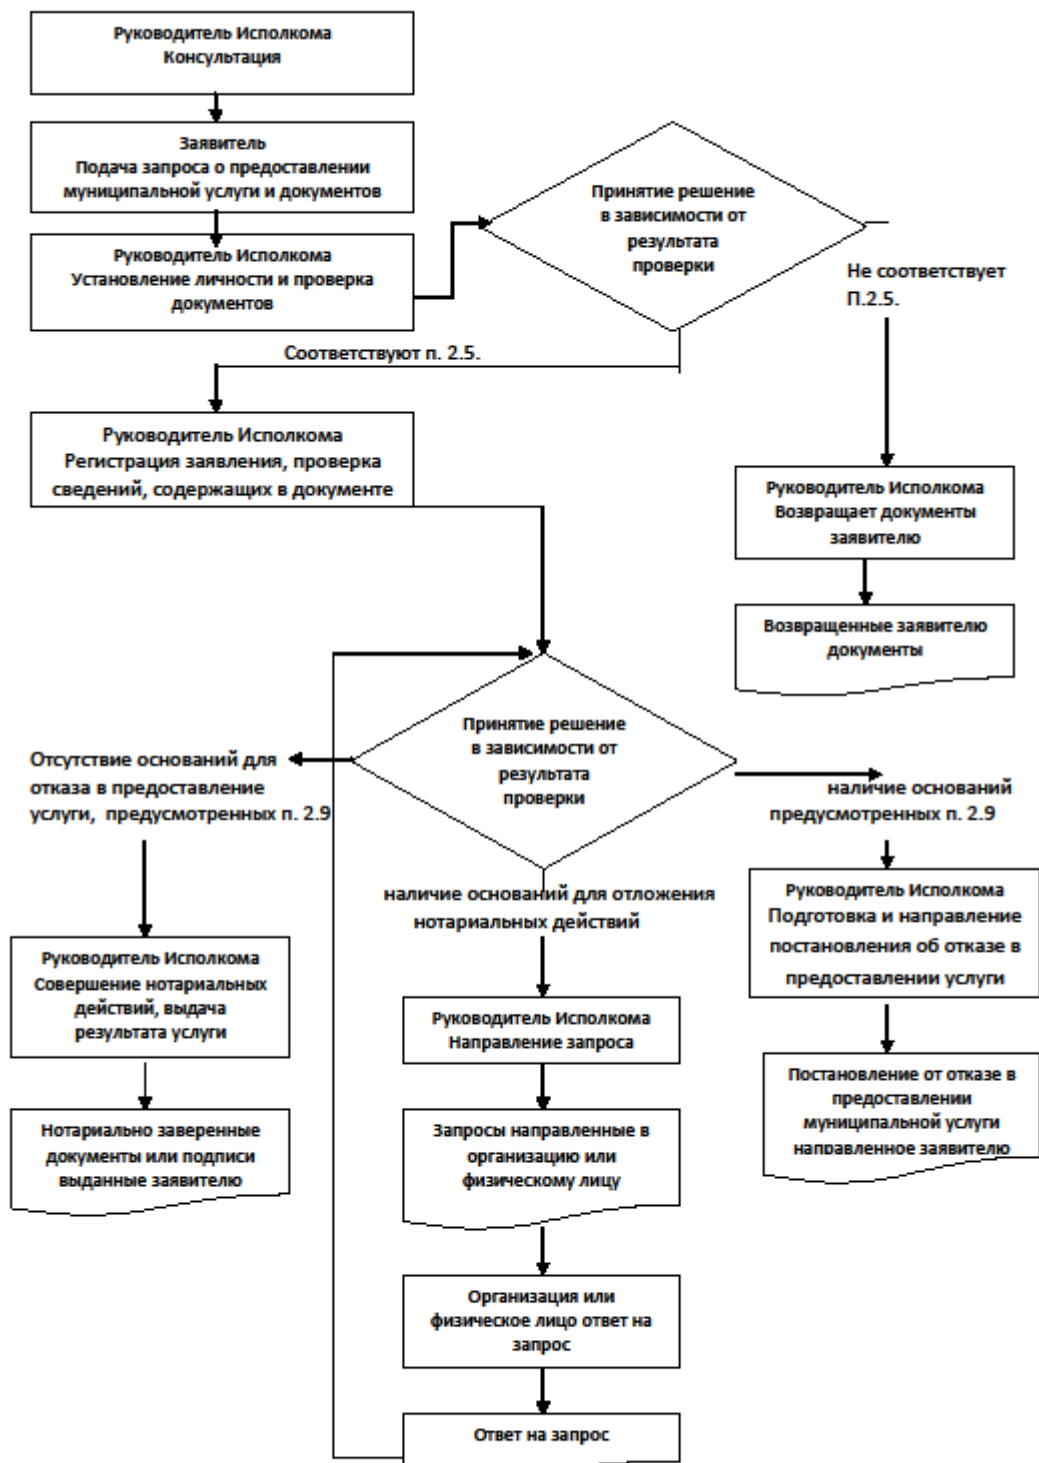 Руководитель Исполкома
Консультация
Заявитель
Подача запроса о предоставлении
муниципальной услуги и документов
Руководитель Исполкома
Установление личности и проверка
документов
Принятие решение
в зависимости от
результата
проверки
Не соответствует
П.2.5.
Соответствуют п. 2.5.
Руководитель Исполкома
Регистрация заявления, проверка
сведений, содержащих в документе
Руководитель Исполкома
Возвращает документы
заявителю
Возвращенные заявителю
документы
Принятие решение
в зависимости от
результата
проверки
Отсутствие оснований для
отказа в предоставление
услуги, предусмотренных п. 2.9
наличие оснований
предусмотренных п. 2.9
наличие оснований для отложения
нотариальных действий
Руководитель Исполкома
Совершение нотариальных
действий, выдача
результата услуги
Нотариально заверенные
документы или подписи
выданные заявителю
Руководитель Исполкома
Направление запроса
Запросы направленные в
организацию или
физическому лицу
Организация или
физическое лицо ответ на
запрос
Ответ на запрос
Руководитель Исполкома
Подготовка и направление
постановления об отказе в
предоставлении услуги
Постановление от отказе в
предоставлении
муниципальной услуги
направленное заявителю